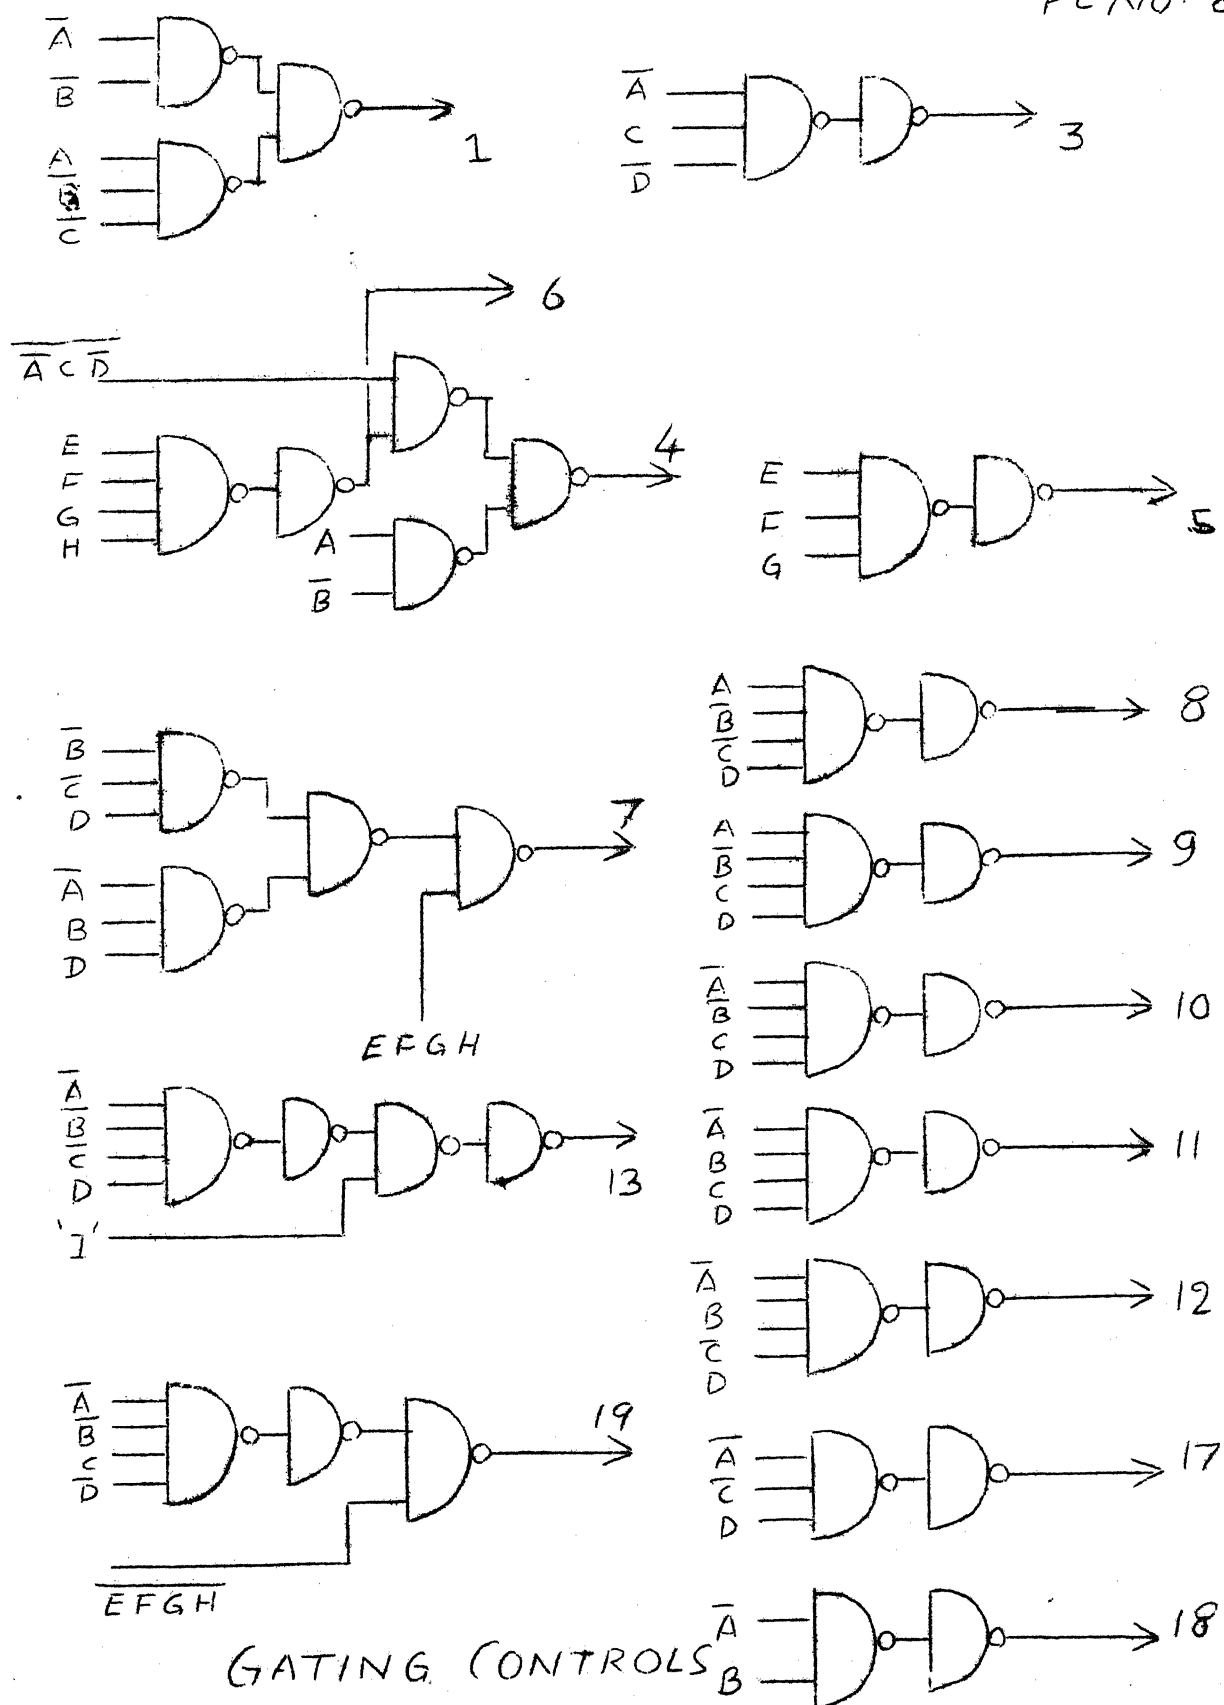 A̅
B̅
1
A
B̅
C̅
A̅
C
D̅
3
6
A̅ C D̅
E
F̅
G
H
4
A
B̅
E
F̅
G
5
B̅
C̅
D
A̅
B
D
7
EFGH
A
B̅
C̅
D
8
A
B̅
C
D
9
A̅
B̅
C
D
10
A̅
B̅
C̅
D
'1'
13
A̅
B
C
D
11
A̅
B
C̅
D
12
A̅
B̅
C
D̅
19
E̅F̅G̅H̅
A̅
C̅
D
17
A̅
B
18
GATING CONTROLS